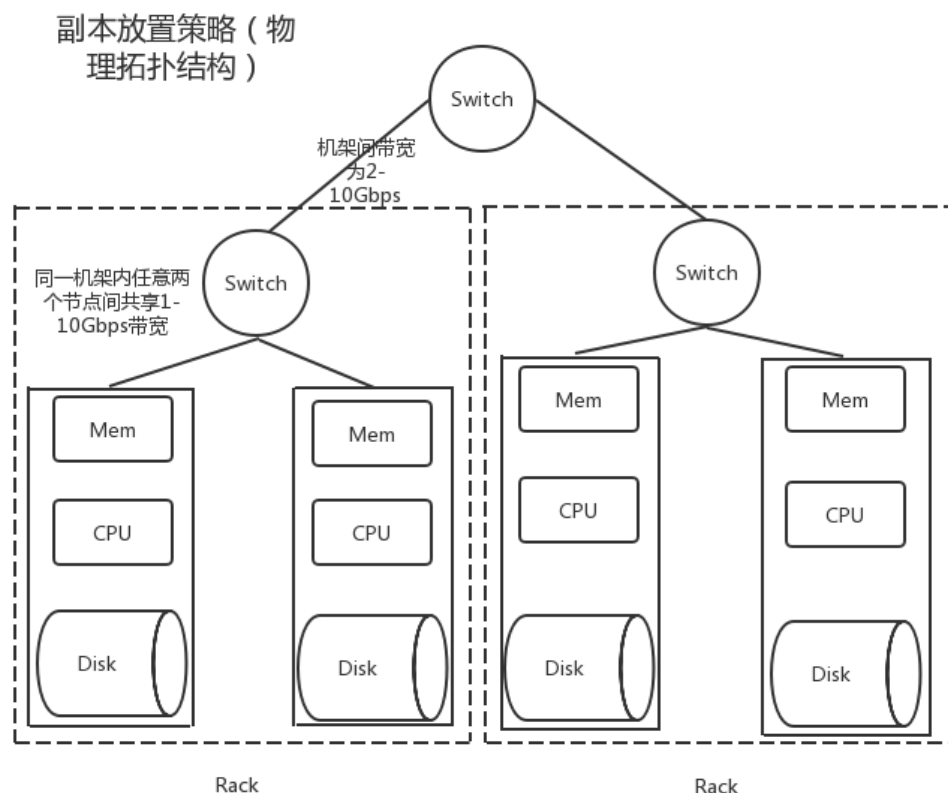 副本放置策略（物
理拓扑结构）
Switch
机架间带宽
为2-
10Gbps
Switch
Switch
同一机架内任意两
个节点间共享1-
10Gbps带宽
Mem
Mem
Mem
Mem
CPU
CPU
CPU
CPU
Disk
Disk
Disk
Disk
Rack
Rack